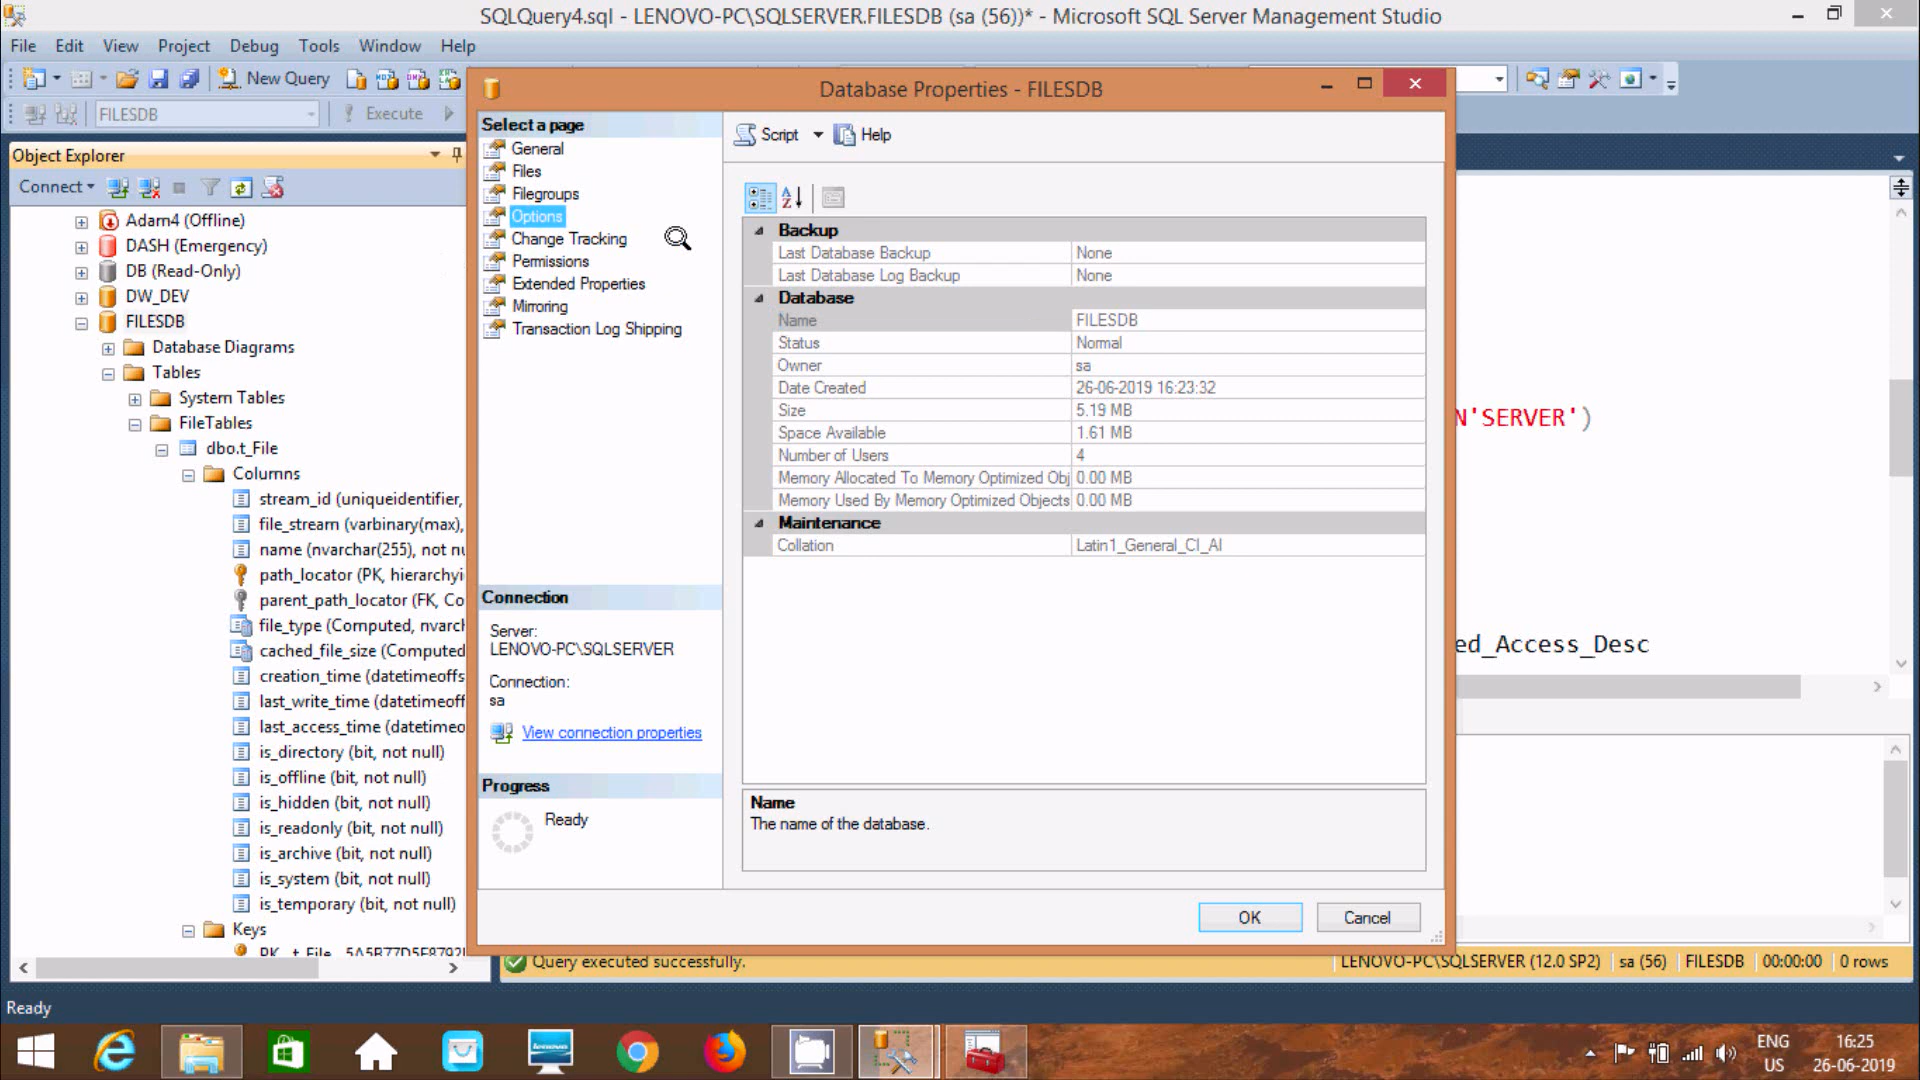 SQLQuery4.sql - LENOVO-PC\SQLSERVER.FILESDB (sa (56))* - Microsoft SQL Server Management Studio
File Edit View Project Debug Tools Window Help
New Query
FILESDB Execute
Object Explorer
Connect
Adam4 (Offline)
DASH (Emergency)
DB (Read-Only)
DW_DEV
FILESDB
Database Diagrams
Tables
System Tables
FileTables
dbo.t_File
Columns
stream_id (uniqueidentifier,
file_stream (varbinary(max),
name (nvarchar(255), not nu
path_locator (PK, hierarchyi
parent_path_locator (FK, Co
file_type (Computed, nvarch
cached_file_size (Computed
creation_time (datetimeoffs
last_write_time (datetimeoff
last_access_time (datetimeo
is_directory (bit, not null)
is_offline (bit, not null)
is_hidden (bit, not null)
is_readonly (bit, not null)
is_archive (bit, not null)
is_system (bit, not null)
is_temporary (bit, not null)
Keys
Database Properties - FILESDB
Select a page
General
Files
Filegroups
Options
Change Tracking
Permissions
Extended Properties
Mirroring
Transaction Log Shipping
Connection
Server:
LENOVO-PC\SQLSERVER
Connection:
sa
View connection properties
Progress
Ready
Script Help
Backup
Last Database Backup None
Last Database Log Backup None
Database
Name FILESDB
Status Normal
Owner sa
Date Created 26-06-2019 16:23:32
Size 5.19 MB
Space Available 1.61 MB
Number of Users 4
Memory Allocated To Memory Optimized Obj 0.00 MB
Memory Used By Memory Optimized Objects 0.00 MB
Maintenance
Collation Latin1_General_CI_AI
Name
The name of the database.
OK Cancel
N'SERVER')
ed_Access_Desc
Query executed successfully. LENOVO-PC\SQLSERVER (12.0 SP2) sa (56) FILESDB 00:00:00 0 rows
Ready
ENG 16:25
US 26-06-2019